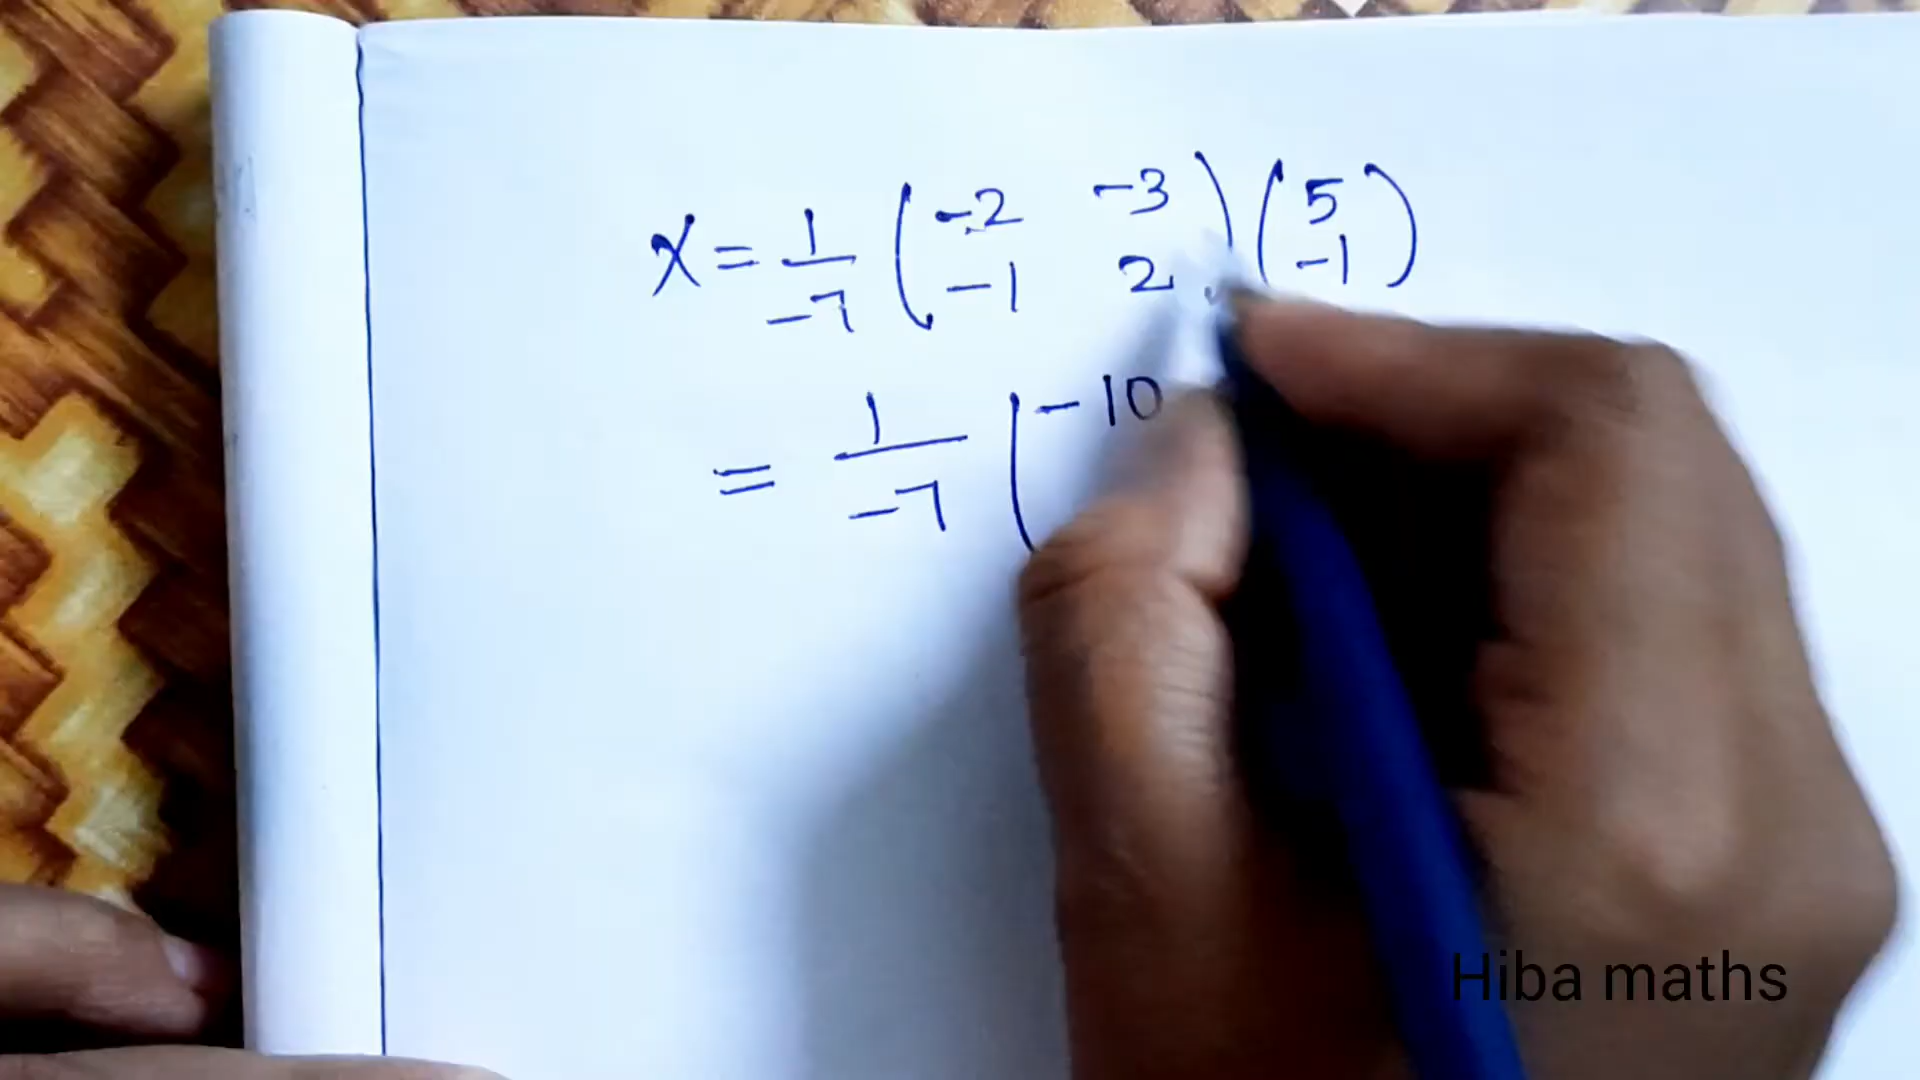 X = 1/-7 ( -2 -3 ; -1 2 ) ( 5 ; -1 )
= 1/-7 ( -10
Hiba maths